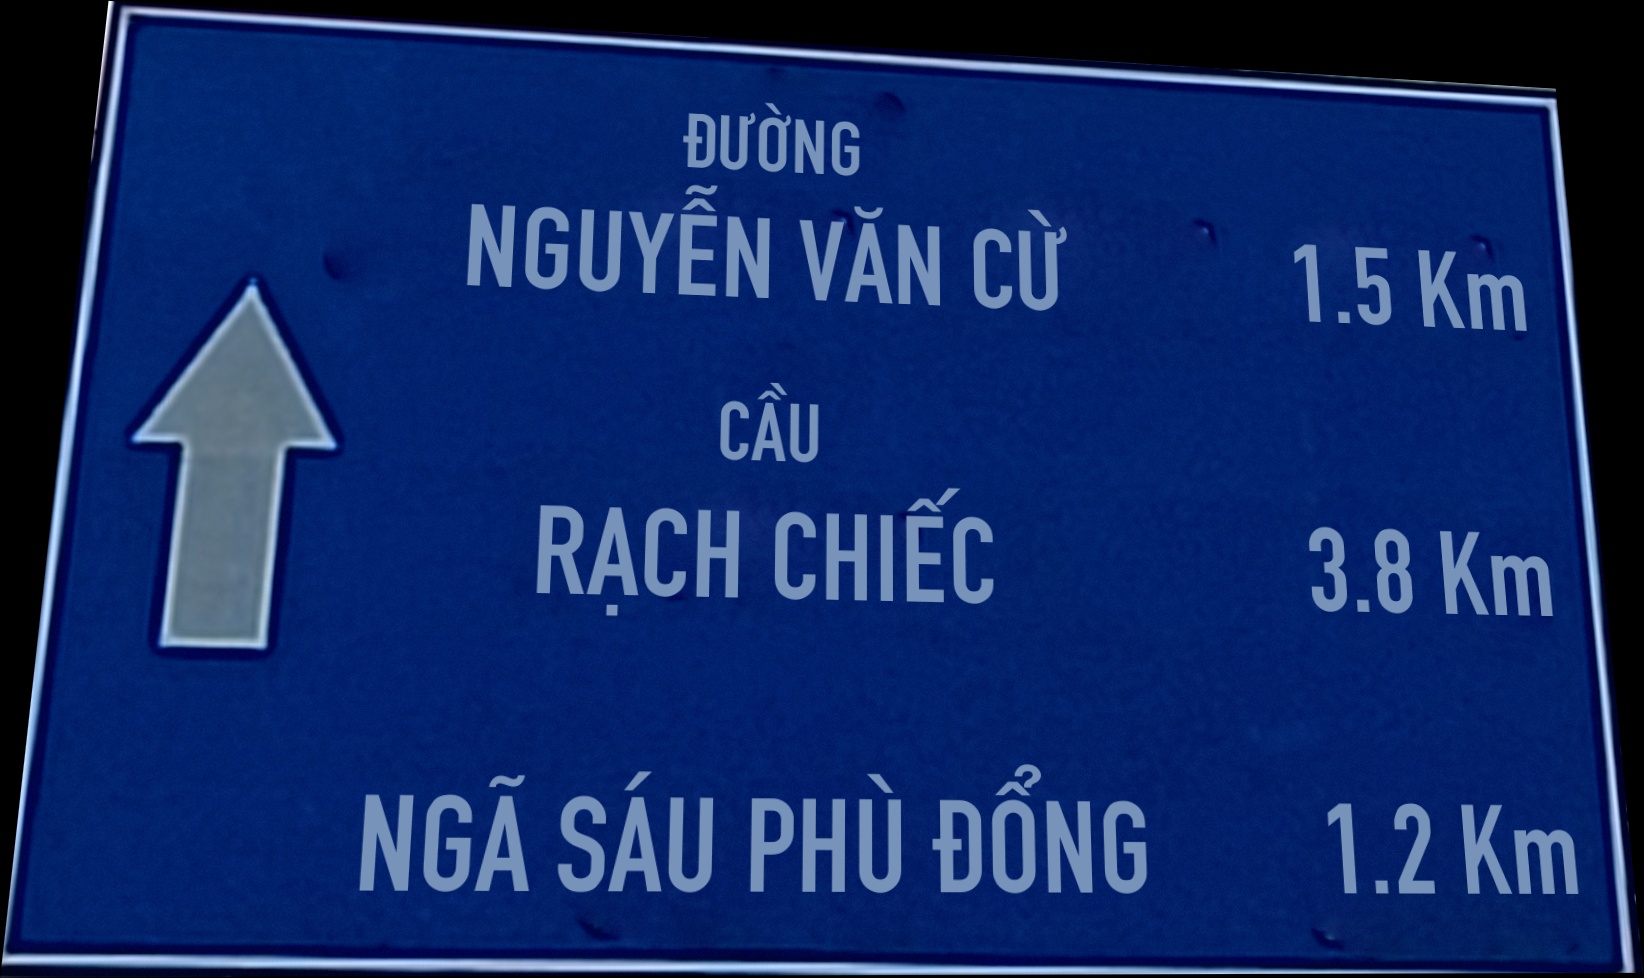 ĐƯỜNG
NGUYỄN VĂN CỪ 1.5 Km
CẦU
RẠCH CHIẾC 3.8 Km
NGÃ SÁU PHÙ ĐỔNG 1.2 Km